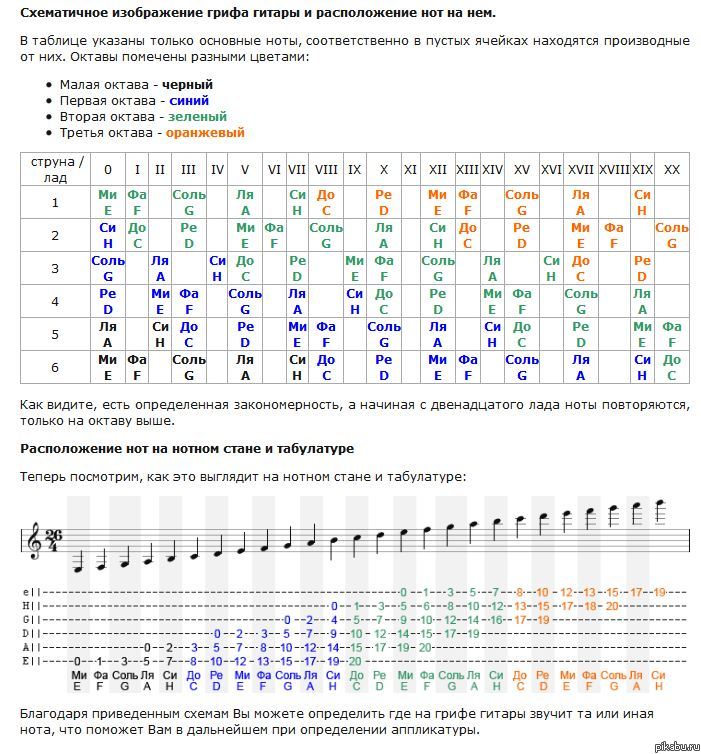 Схематичное изображение грифа гитары и расположение нот на нем.
В таблице указаны только основные ноты, соответственно в пустых ячейках находятся производные
от них. Октавы помечены разными цветами:
Малая октава - черный
Первая октава - синий
Вторая октава - зеленый
Третья октава - оранжевый
струна / лад 0 I II III IV V VI VII VIII IX X XI XII XIII XIV XV XVI XVII XVIII XIX XX
1 Ми Фа Соль Ля Си До Ре Ми Фа Соль Ля Си
E F G A H C D E F G A H
2 Си До Ре Ми Фа Соль Ля Си До Ре Ми Фа Соль
H C D E F G A H C D E F G
3 Соль Ля Си До Ре Ми Фа Соль Ля Си До Ре
G A H C D E F G A H C D
4 Ре Ми Фа Соль Ля Си До Ре Ми Фа Соль Ля
D E F G A H C D E F G A
5 Ля Си До Ре Ми Фа Соль Ля Си До Ре Ми Фа
A H C D E F G A H C D E F
6 Ми Фа Соль Ля Си До Ре Ми Фа Соль Ля Си До
E F G A H C D E F G A H C
Как видите, есть определенная закономерность, а начиная с двенадцатого лада ноты повторяются,
только на октаву выше.
Расположение нот на нотном стане и табулатуре
Теперь посмотрим, как это выглядит на нотном стане и табулатуре:
26
4
e|| 0 1 3 5 7 8 10 12 13 15 17 19
H|| 0 1 3 5 6 8 10 12 13 15 17 18 20
G|| 0 2 4 5 7 9 10 12 14 16 17 19
D|| 0 2 3 5 7 9 10 12 14 15 17 19
A|| 0 2 3 5 7 8 10 12 14 15 17 19 20
E|| 0 1 3 5 7 8 10 12 13 15 17 19 20
Ми Фа Соль Ля Си До Ре Ми Фа Соль Ля Си До Ре Ми Фа Соль Ля Си До Ре Ми Фа Соль Ля Си
E F G A H C D E F G A H C D E F G A H C D E F G A H
Благодаря приведенным схемам Вы можете определить где на грифе гитары звучит та или иная
нота, что поможет Вам в дальнейшем при определении аппликатуры.
pikabu.ru